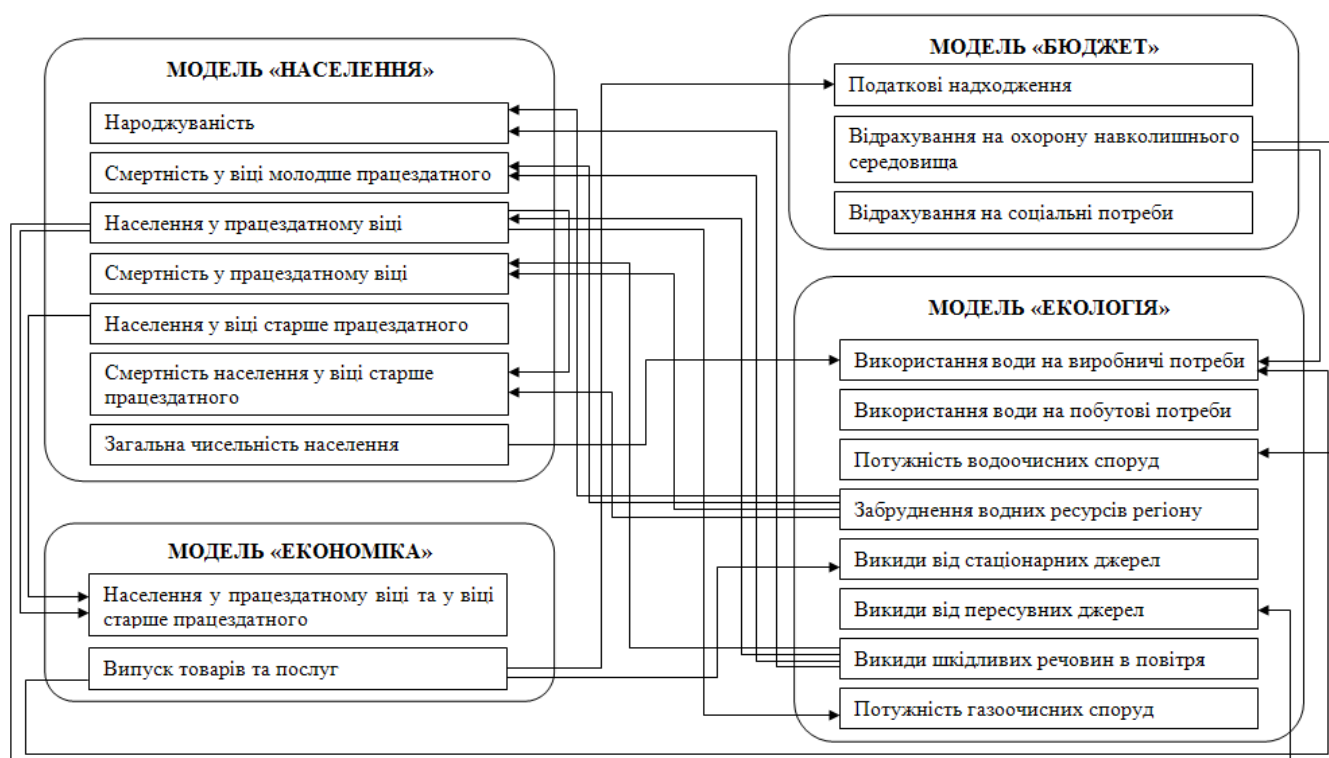 МОДЕЛЬ «НАСЕЛЕННЯ»
Народжуваність
Смертність у віці молодше працездатного
Населення у працездатному віці
Смертність у працездатному віці
Населення у віці старше працездатного
Смертність населення у віці старше
працездатного
Загальна чисельність населення
МОДЕЛЬ «ЕКОНОМІКА»
Населення у працездатному віці та у віці
старше працездатного
Випуск товарів та послуг
МОДЕЛЬ «БЮДЖЕТ»
Податкові надходження
Відрахування на охорону навколишнього
середовища
Відрахування на соціальні потреби
МОДЕЛЬ «ЕКОЛОГІЯ»
Використання води на виробничі потреби
Використання води на побутові потреби
Потужність водоочисних споруд
Забруднення водних ресурсів регіону
Викиди від стаціонарних джерел
Викиди від пересувних джерел
Викиди шкідливих речовин в повітря
Потужність газоочисних споруд